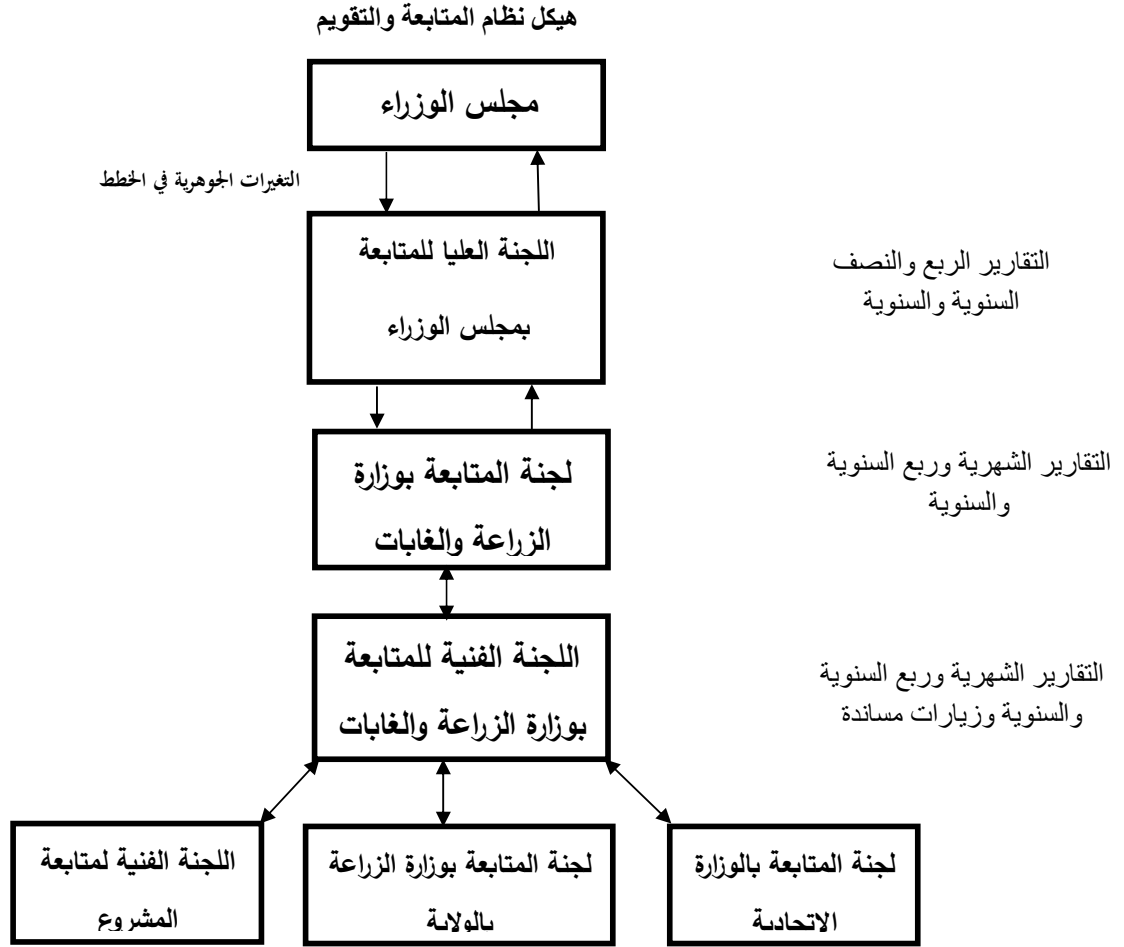 هيكل نظام المتابعة والتقويم
مجلس الوزراء
التغيرات الجوهرية في الخطط
اللجنة العليا للمتابعة
بمجلس الوزراء
التقارير الربع والنصف
السنوية والسنوية
لجنة المتابعة بوزارة
الزراعة والغابات
التقارير الشهرية وربع السنوية
والسنوية
اللجنة الفنية للمتابعة
بوزارة الزراعة والغابات
التقارير الشهرية وربع السنوية
والسنوية وزيارات مساندة
لجنة المتابعة بالوزارة
الاتحادية
لجنة المتابعة بوزارة الزراعة
بالولاية
اللجنة الفنية لمتابعة
المشروع